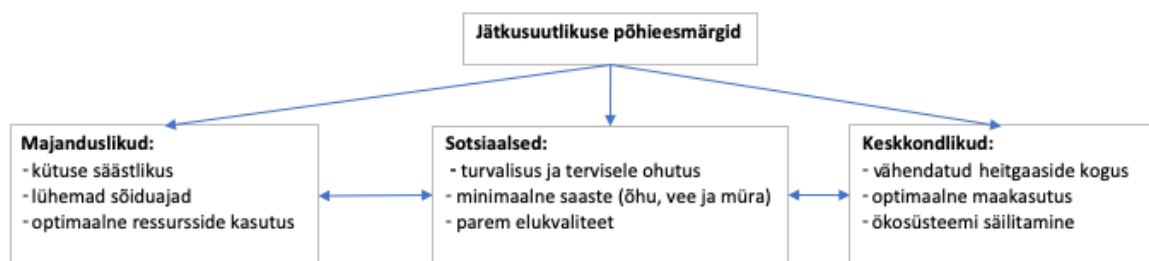 Jätkusuutlikuse põhieesmärgid
Majanduslikud:
- kütuse säästlikus
- lühemad sõiduajad
- optimaalne ressursside kasutus
Sotsiaalsed:
- turvalisus ja tervisele ohutus
- minimaalne saaste (õhu, vee ja müra)
- parem elukvaliteet
Keskkondlikud:
- vähendatud heitgaaside kogus
- optimaalne maakasutus
- ökosüsteemi säilitamine